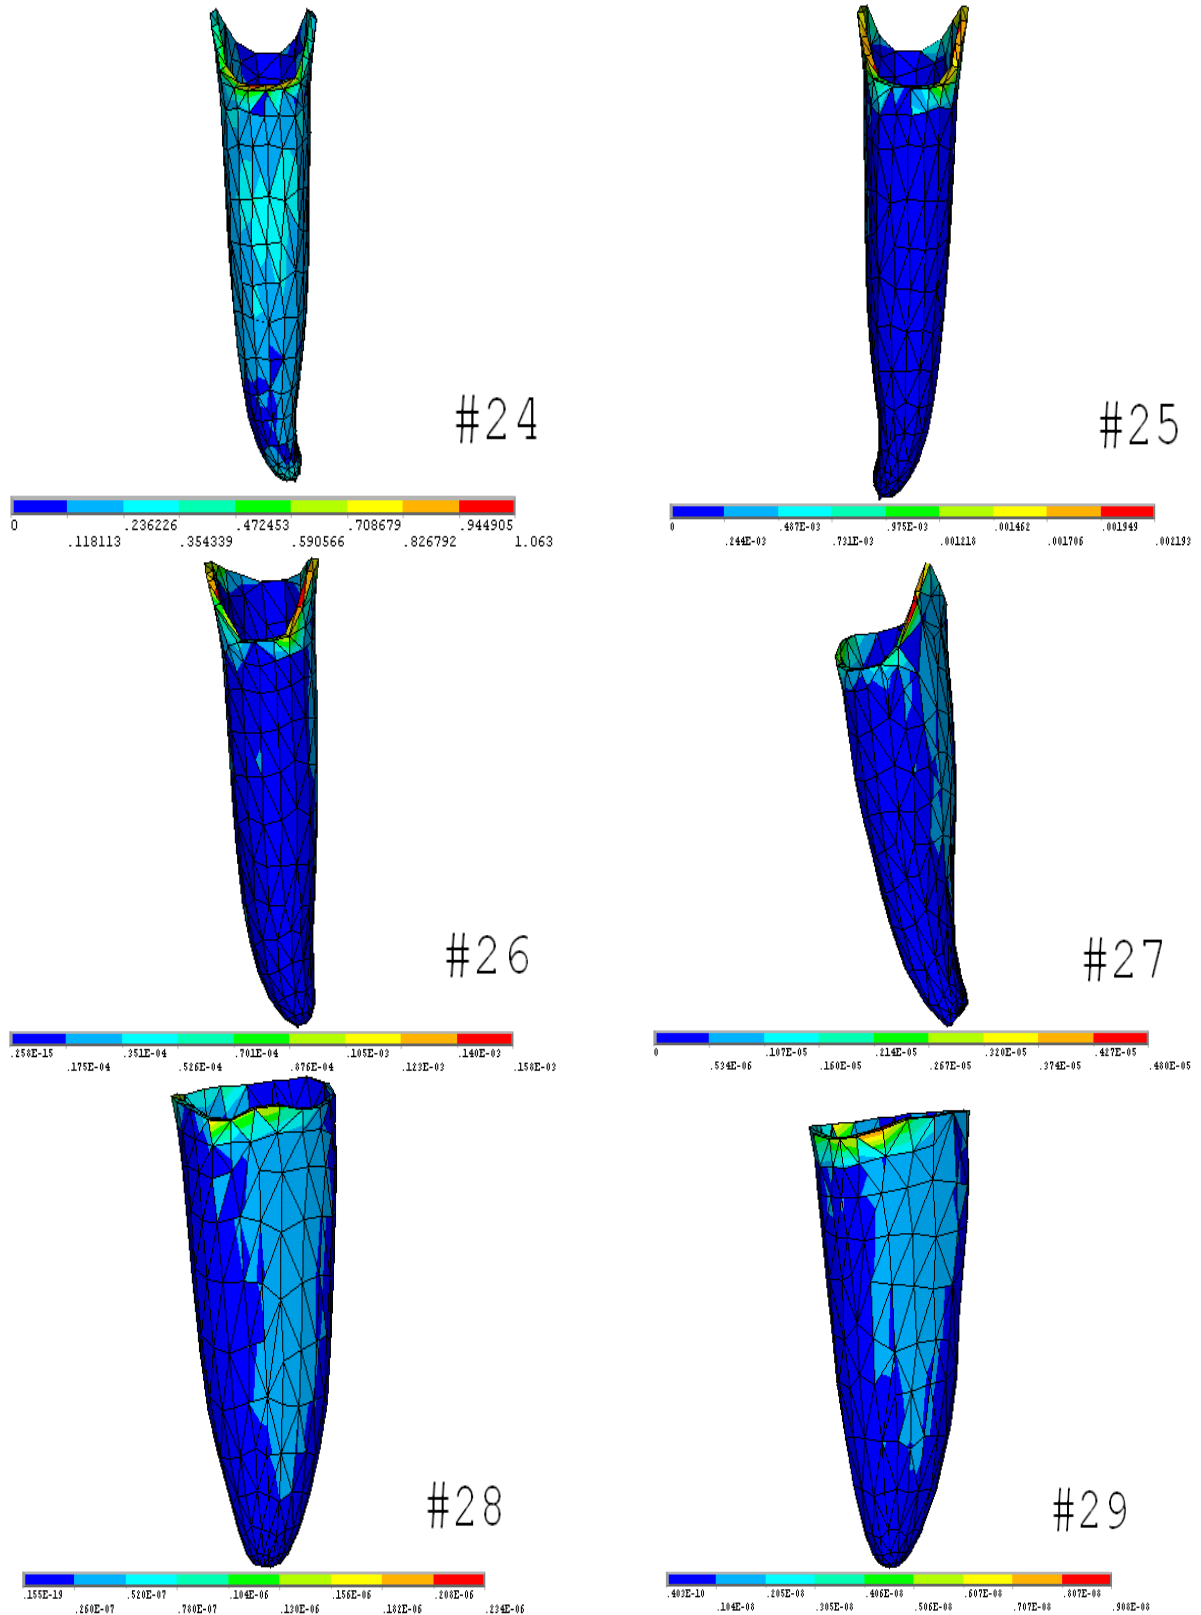 #24
0 .236226 .472453 .708679 .944905
.118113 .354339 .590566 .826792 1.063
#25
0 .487E-03 .975E-03 .001462 .001949
.244E-03 .731E-03 .001218 .001706 .002193
#26
.258E-15 .351E-04 .701E-04 .105E-03 .140E-03
.175E-04 .526E-04 .876E-04 .123E-03 .158E-03
#27
0 .107E-05 .214E-05 .320E-05 .427E-05
.534E-06 .160E-05 .267E-05 .374E-05 .480E-05
#28
.155E-19 .520E-07 .104E-06 .156E-06 .208E-06
.260E-07 .780E-07 .130E-06 .182E-06 .234E-06
#29
.403E-10 .205E-08 .406E-08 .607E-08 .807E-08
.104E-08 .305E-08 .506E-08 .707E-08 .908E-08